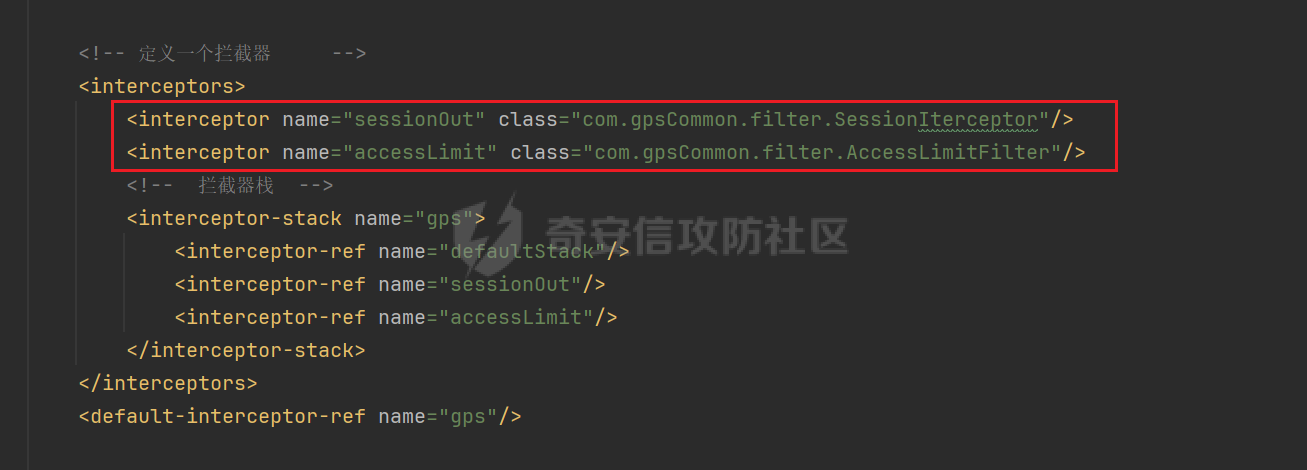 <!-- 定义一个拦截器     -->
<interceptors>
<interceptor name="sessionOut" class="com.gpsCommon.filter.SessionIterceptor"/>
<interceptor name="accessLimit" class="com.gpsCommon.filter.AccessLimitFilter"/>
<!--  拦截器栈  -->
<interceptor-stack name="gps">
奇安信攻防社区
<interceptor-ref name="defaultStack"/>
<interceptor-ref name="sessionOut"/>
<interceptor-ref name="accessLimit"/>
</interceptor-stack>
</interceptors>
<default-interceptor-ref name="gps"/>